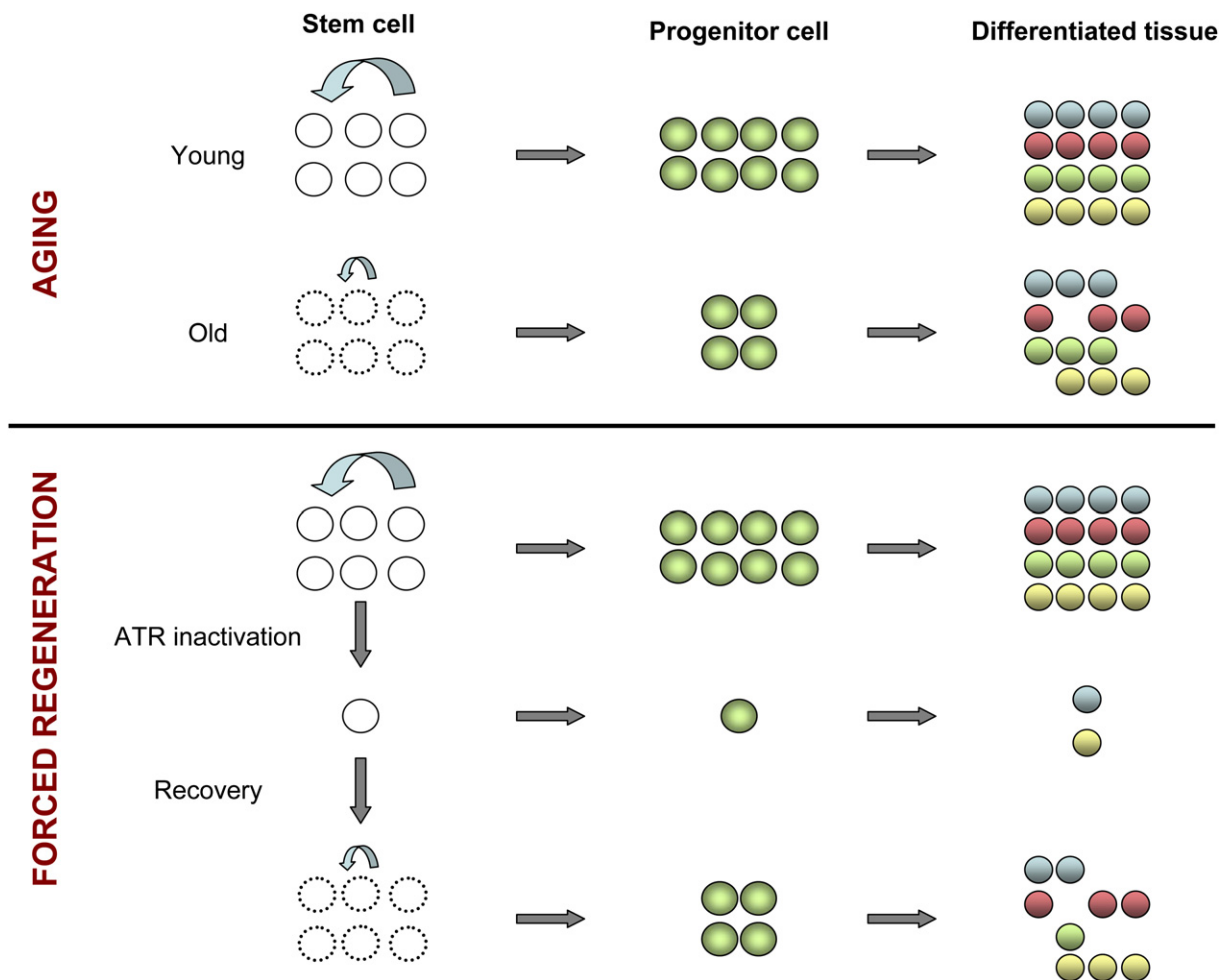 Stem cell
Progenitor cell
Differentiated tissue
AGING
Young
Old
FORCED REGENERATION
ATR inactivation
Recovery